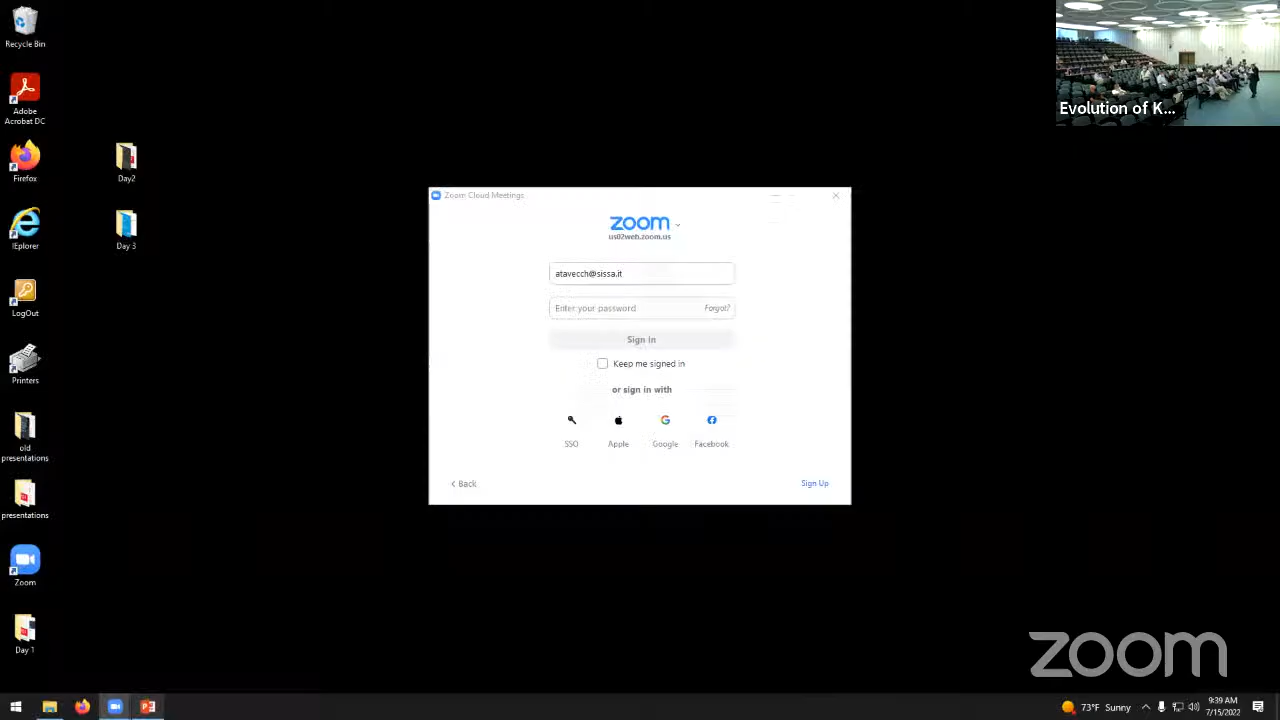 Recycle Bin
Adobe
Acrobat DC
Firefox
IEplorer
LogOut
Printers
old
presentations
presentations
Zoom
Day 1
Day2
Day 3
Zoom Cloud Meetings
zoom
us02web.zoom.us
atavecch@sissa.it
Enter your password
Forgot?
Sign In
Keep me signed in
or sign in with
SSO
Apple
Google
Facebook
Back
Sign Up
Evolution of K...
zoom
73°F Sunny
9:39 AM
7/15/2022